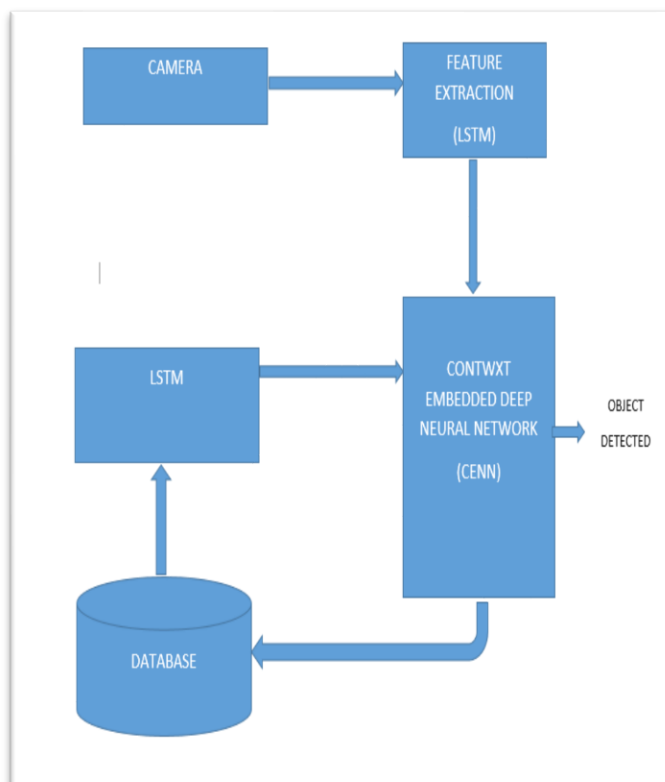 CAMERA
FEATURE
EXTRACTION
(LSTM)
LSTM
CONTWXT
EMBEDDED DEEP
NEURAL NETWORK
(CENN)
OBJECT
DETECTED
DATABASE